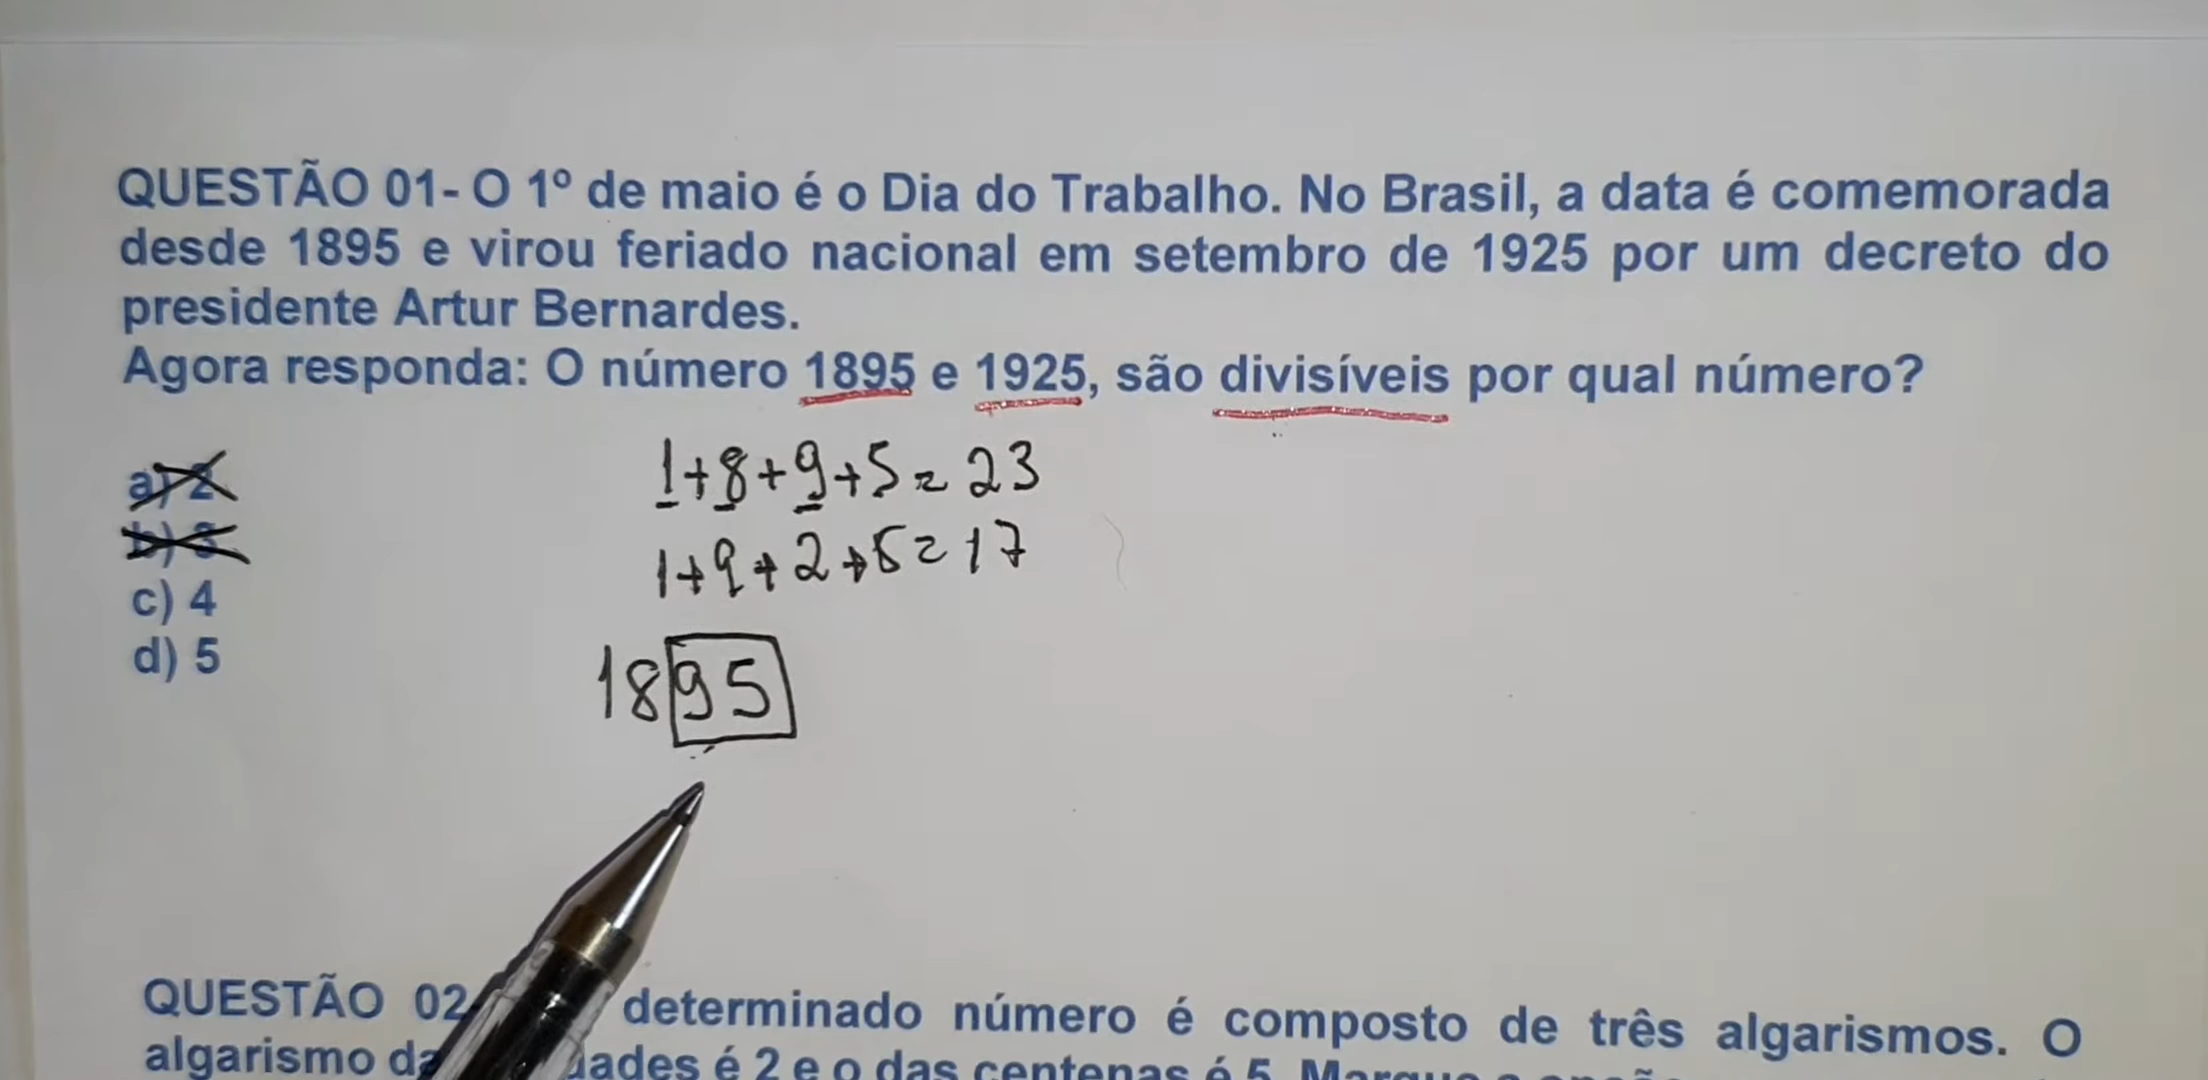 QUESTÃO 01- O 1º de maio é o Dia do Trabalho. No Brasil, a data é comemorada
desde 1895 e virou feriado nacional em setembro de 1925 por um decreto do
presidente Artur Bernardes.
Agora responda: O número 1895 e 1925, são divisíveis por qual número?
a) 2
b) 3
c) 4
d) 5
1+8+9+5=23
1+9+2+5=17
1895
QUESTÃO 02 determinado número é composto de três algarismos. O
algarismo é 2 e o das centenas é 5.